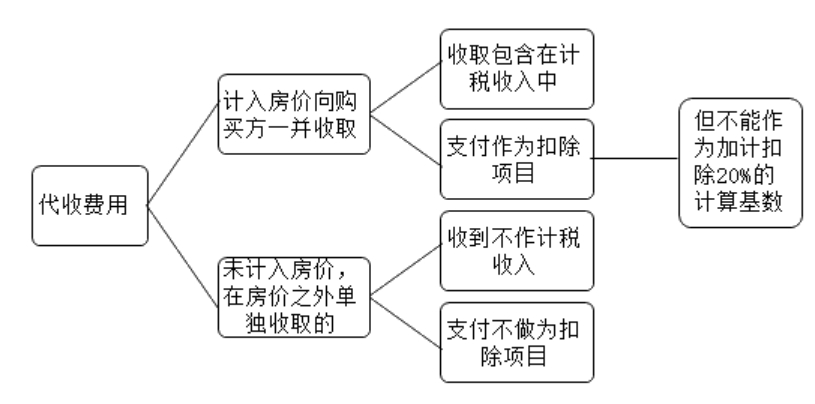 代收费用
计入房价向购
买方一并收取
收取包含在计
税收入中
支付作为扣除
项目
但不能作
为加计扣
除20%的
计算基数
未计入房价，
在房价之外单
独收取的
收到不作计税
收入
支付不做为扣
除项目